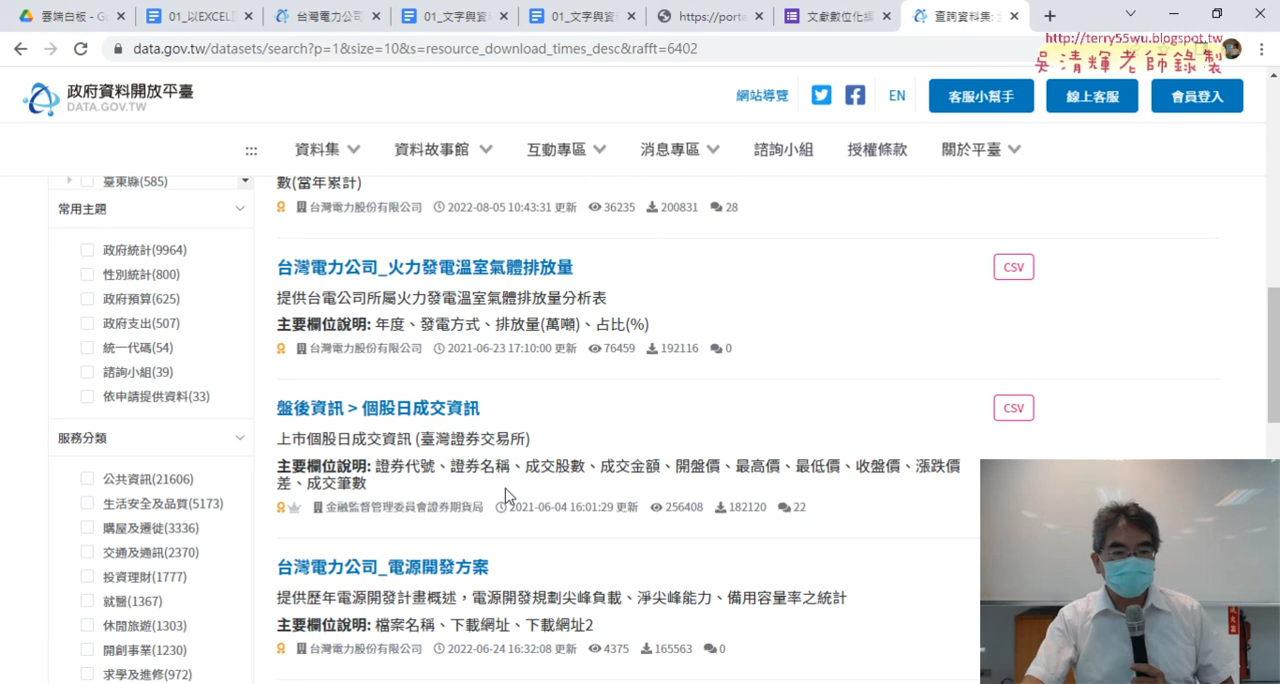 雲端白板 - G
01_以EXCEL
台灣電力公司
01_文字與資
01_文字與資
https://porta
文獻數位化課
查詢資料集:
data.gov.tw/datasets/search?p=1&size=10&s=resource_download_times_desc&rafft=6402
http://terry55wu.blogspot.tw
吳清輝老師錄製
政府資料開放平臺
DATA.GOV.TW
網站導覽
EN
客服小幫手
線上客服
會員登入
資料集
資料故事館
互動專區
消息專區
諮詢小組
授權條款
關於平臺
臺東縣(585)
常用主題
政府統計(9964)
性別統計(800)
政府預算(625)
政府支出(507)
統一代碼(54)
諮詢小組(39)
依申請提供資料(33)
服務分類
公共資訊(21606)
生活安全及品質(5173)
購屋及遷徙(3336)
交通及通訊(2370)
投資理財(1777)
就醫(1367)
休閒旅遊(1303)
開創事業(1230)
求學及進修(972)
數(當年累計)
台灣電力股份有限公司 2022-08-05 10:43:31 更新 36235 200831 28
台灣電力公司_火力發電溫室氣體排放量
CSV
提供台電公司所屬火力發電溫室氣體排放量分析表
主要欄位說明: 年度、發電方式、排放量(萬噸)、占比(%)
台灣電力股份有限公司 2021-06-23 17:10:00 更新 76459 192116 0
盤後資訊 > 個股日成交資訊
CSV
上市個股日成交資訊 (臺灣證券交易所)
主要欄位說明: 證券代號、證券名稱、成交股數、成交金額、開盤價、最高價、最低價、收盤價、漲跌價
差、成交筆數
金融監督管理委員會證券期貨局 2021-06-04 16:01:29 更新 256408 182120 22
台灣電力公司_電源開發方案
提供歷年電源開發計畫概述，電源開發規劃尖峰負載、淨尖峰能力、備用容量率之統計
主要欄位說明: 檔案名稱、下載網址、下載網址2
台灣電力股份有限公司 2022-06-24 16:32:08 更新 4375 165563 0